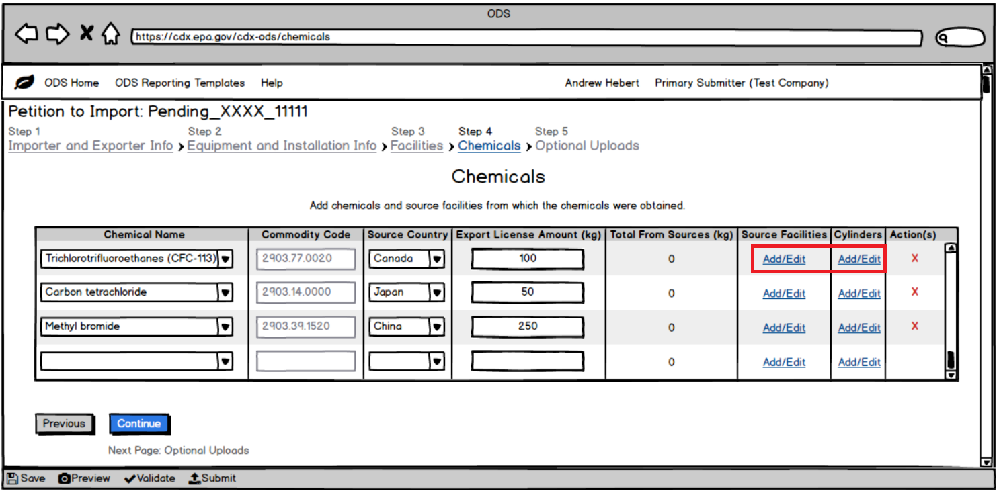 ODS
https://cdx.epa.gov/cdx-ods/chemicals
ODS Home ODS Reporting Templates Help Andrew Hebert Primary Submitter (Test Company)
Petition to Import: Pending_XXXX_11111
Step 1 Step 2 Step 3 Step 4 Step 5
Importer and Exporter Info Equipment and Installation Info Facilities Chemicals Optional Uploads
Chemicals
Add chemicals and source facilities from which the chemicals were obtained.
Chemical Name Commodity Code Source Country Export License Amount (kg) Total From Sources (kg) Source Facilities Cylinders Action(s)
Trichlorotrifluoroethanes (CFC-113) 2903.77.0020 Canada 100 0 Add/Edit Add/Edit X
Carbon tetrachloride 2903.14.0000 Japan 50 0 Add/Edit Add/Edit X
Methyl bromide 2903.39.1520 China 250 0 Add/Edit Add/Edit X
0 Add/Edit Add/Edit
Previous Continue
Next Page: Optional Uploads
Save Preview Validate Submit